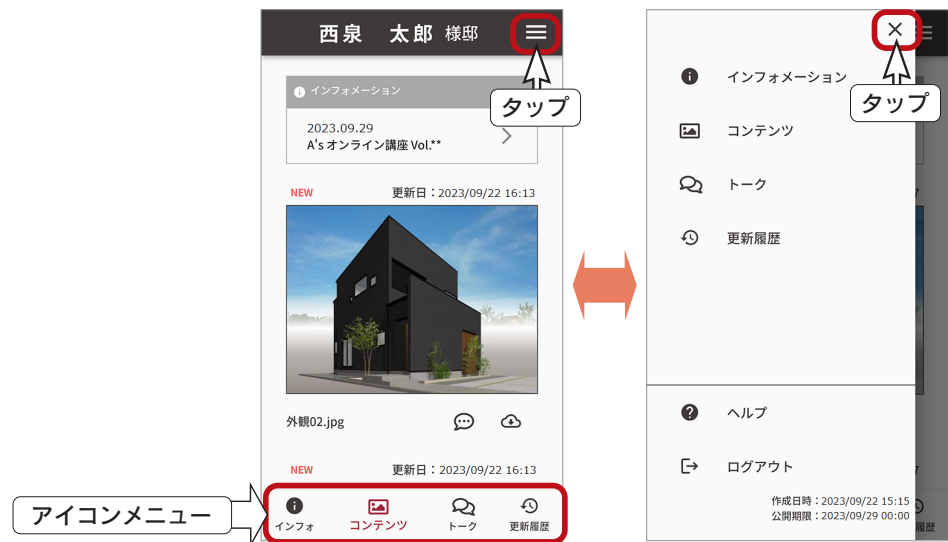 西泉 太郎 様邸
タップ
インフォメーション
2023.09.29
A's オンライン講座 Vol.**
NEW
更新日：2023/09/22 16:13
外観02.jpg
NEW
更新日：2023/09/22 16:13
アイコンメニュー
インフォ
コンテンツ
トーク
更新履歴
タップ
インフォメーション
コンテンツ
トーク
更新履歴
ヘルプ
ログアウト
作成日時：2023/09/22 15:15
公開期限：2023/09/29 00:00
7
7
履歴